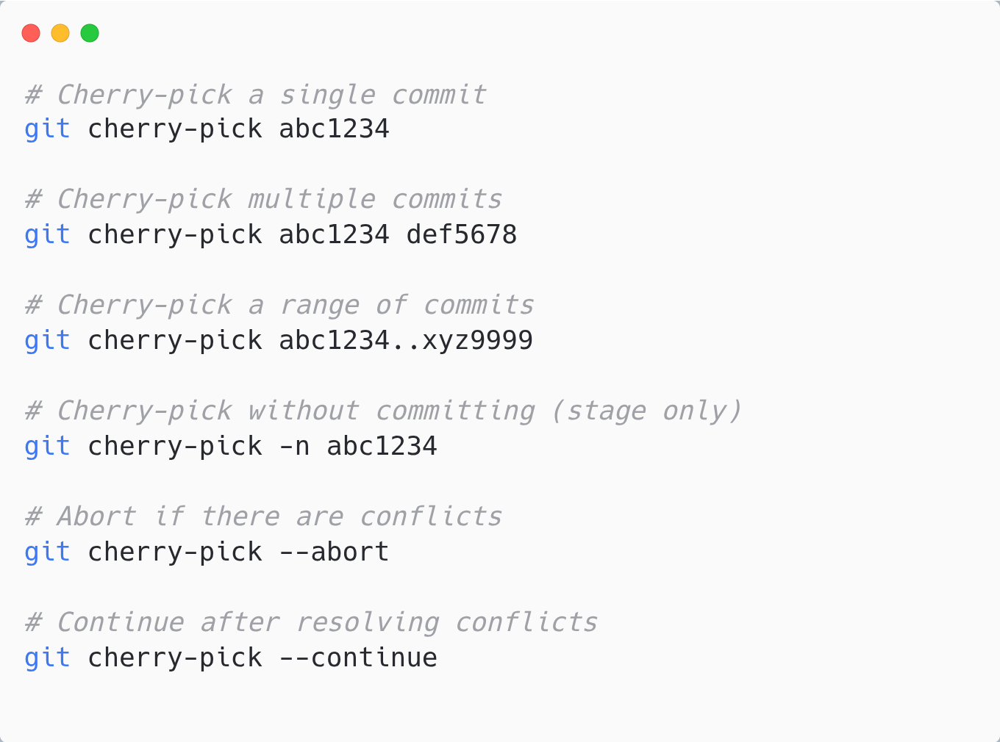 # Cherry-pick a single commit
git cherry-pick abc1234
# Cherry-pick multiple commits
git cherry-pick abc1234 def5678
# Cherry-pick a range of commits
git cherry-pick abc1234..xyz9999
# Cherry-pick without committing (stage only)
git cherry-pick -n abc1234
# Abort if there are conflicts
git cherry-pick --abort
# Continue after resolving conflicts
git cherry-pick --continue